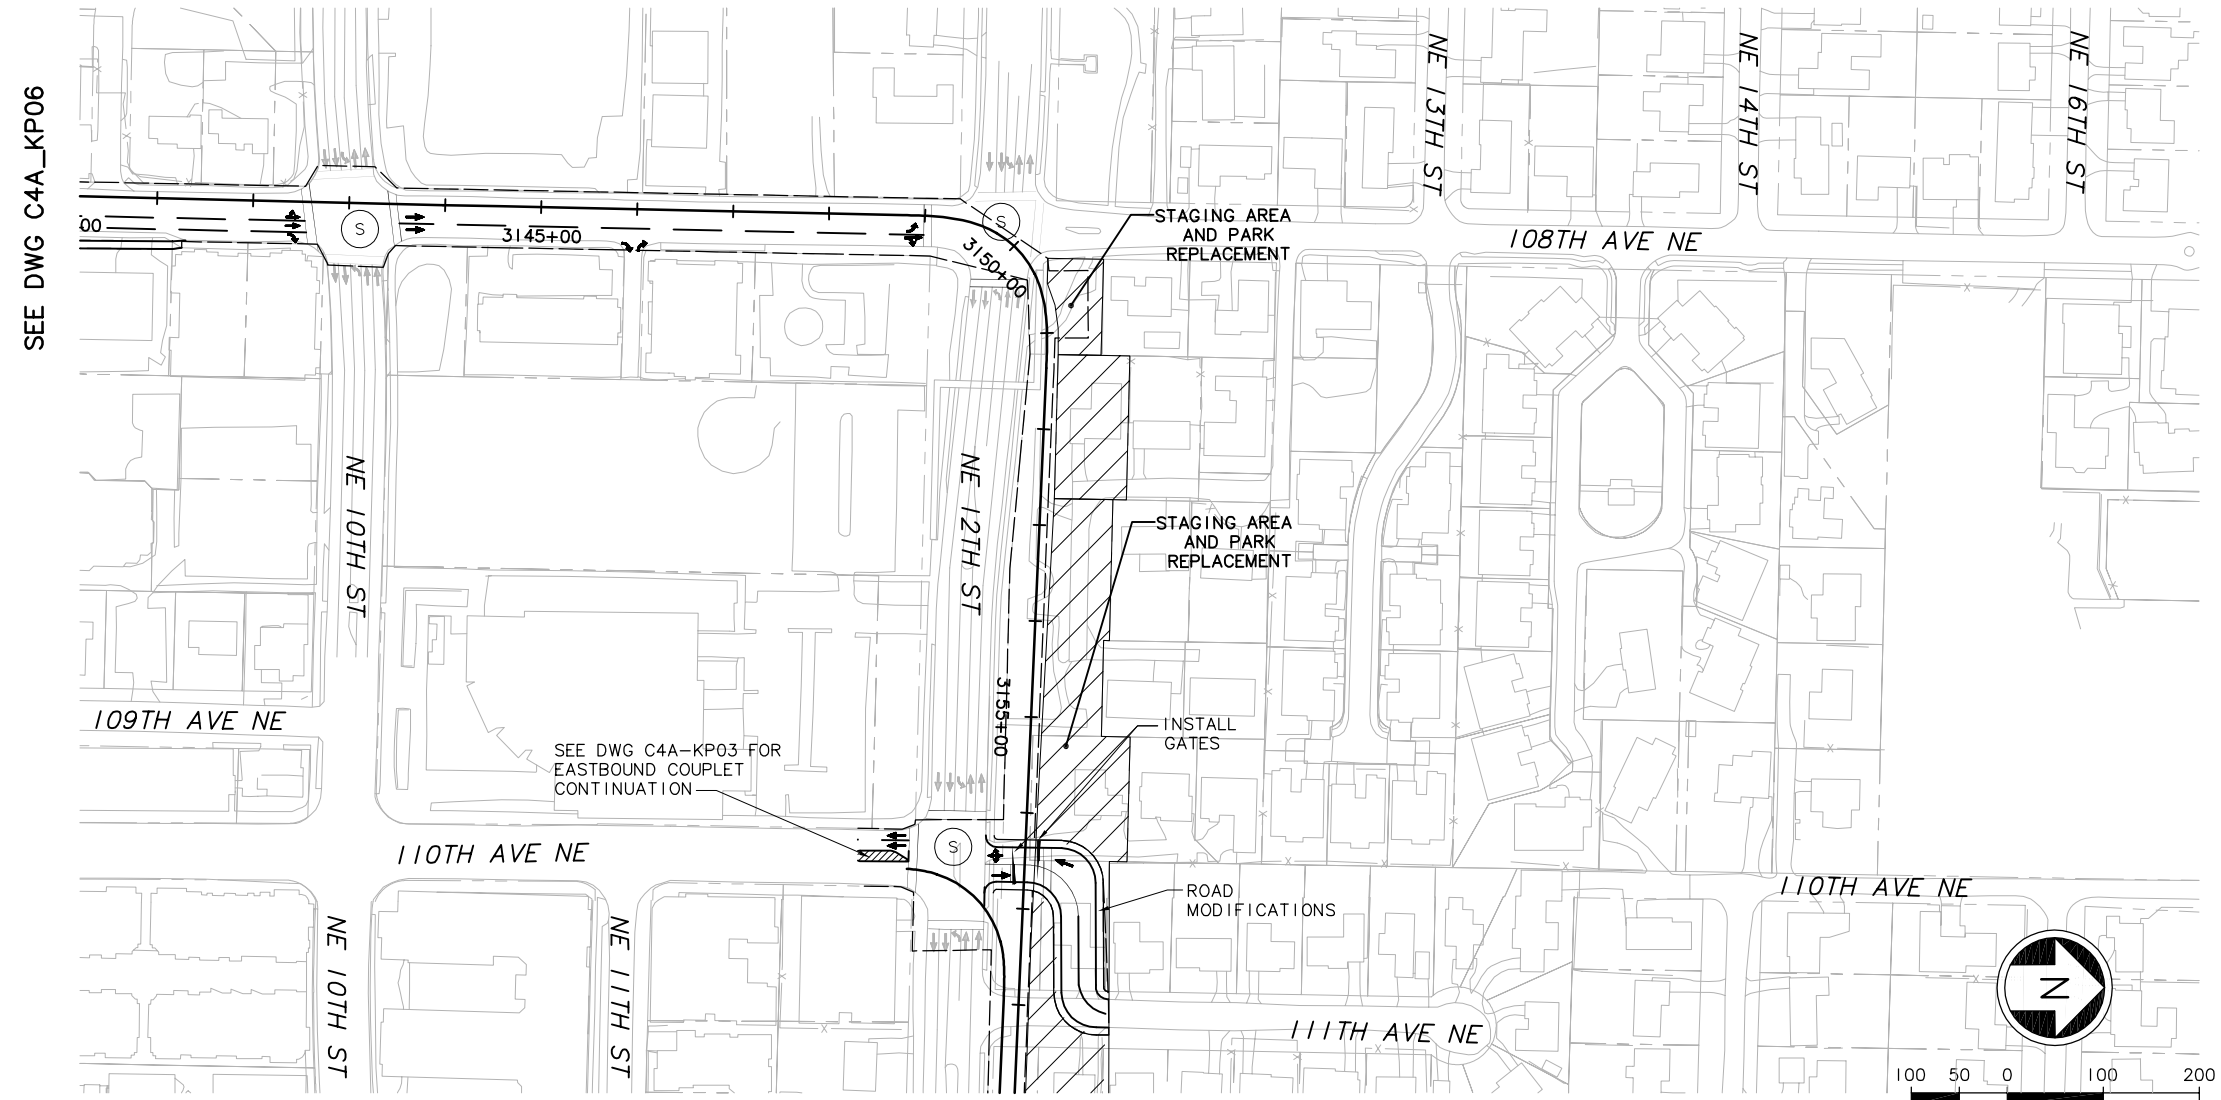 SEE DWG C4A_KP06
NE 13TH ST
NE 14TH ST
NE 16TH ST
STAGING AREA
AND PARK
REPLACEMENT
108TH AVE NE
S
S
00
3145+00
3150+00
NE 10TH ST
NE 12TH ST
STAGING AREA
AND PARK
REPLACEMENT
3155+00
109TH AVE NE
INSTALL
GATES
SEE DWG C4A-KP03 FOR
EASTBOUND COUPLET
CONTINUATION
110TH AVE NE
S
ROAD
MODIFICATIONS
110TH AVE NE
NE 10TH ST
NE 11TH ST
111TH AVE NE
N
100 50 0 100 200